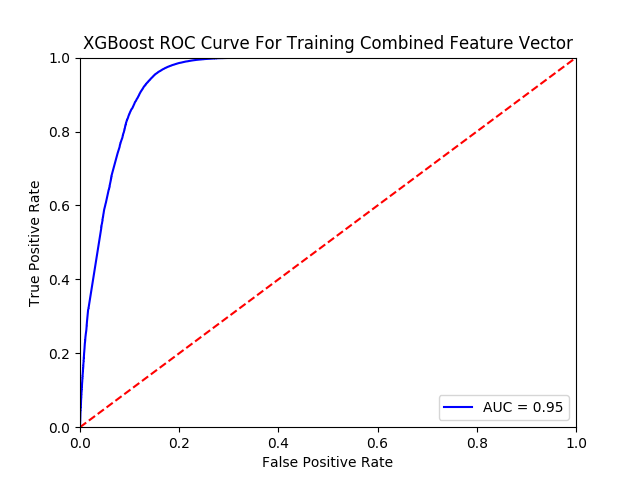 XGBoost ROC Curve For Training Combined Feature Vector
1.0
0.8
0.6
0.4
0.2
0.0
True Positive Rate
AUC = 0.95
0.0 0.2 0.4 0.6 0.8 1.0
False Positive Rate